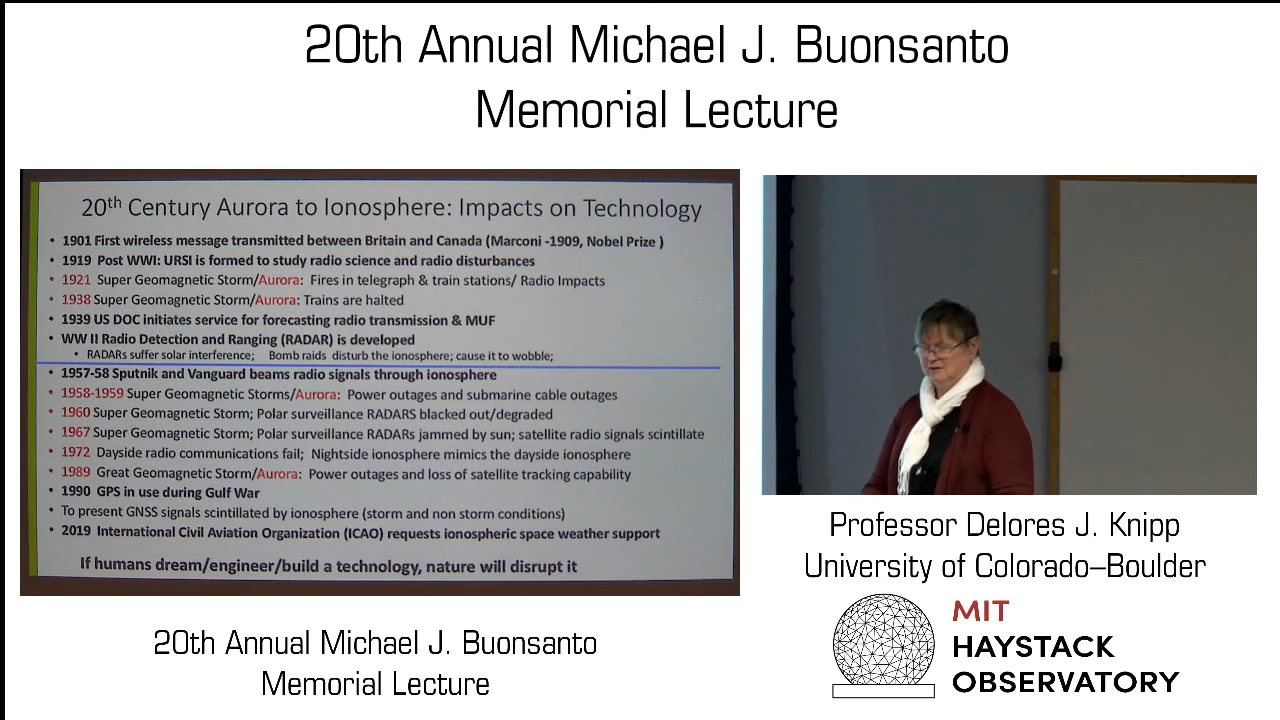 20th Annual Michael J. Buonsanto
Memorial Lecture
20th Century Aurora to Ionosphere: Impacts on Technology
• 1901 First wireless message transmitted between Britain and Canada (Marconi -1909, Nobel Prize )
• 1919 Post WWI: URSI is formed to study radio science and radio disturbances
• 1921 Super Geomagnetic Storm/Aurora: Fires in telegraph & train stations/ Radio Impacts
• 1938 Super Geomagnetic Storm/Aurora: Trains are halted
• 1939 US DOC initiates service for forecasting radio transmission & MUF
• WW II Radio Detection and Ranging (RADAR) is developed
• RADARs suffer solar interference; Bomb raids disturb the ionosphere; cause it to wobble;
• 1957-58 Sputnik and Vanguard beams radio signals through ionosphere
• 1958-1959 Super Geomagnetic Storms/Aurora: Power outages and submarine cable outages
• 1960 Super Geomagnetic Storm; Polar surveillance RADARS blacked out/degraded
• 1967 Super Geomagnetic Storm; Polar surveillance RADARs jammed by sun; satellite radio signals scintillate
• 1972 Dayside radio communications fail; Nightside ionosphere mimics the dayside ionosphere
• 1989 Great Geomagnetic Storm/Aurora: Power outages and loss of satellite tracking capability
• 1990 GPS in use during Gulf War
• To present GNSS signals scintillated by ionosphere (storm and non storm conditions)
• 2019 International Civil Aviation Organization (ICAO) requests ionospheric space weather support
If humans dream/engineer/build a technology, nature will disrupt it
20th Annual Michael J. Buonsanto
Memorial Lecture
Professor Delores J. Knipp
University of Colorado–Boulder
MIT
HAYSTACK
OBSERVATORY